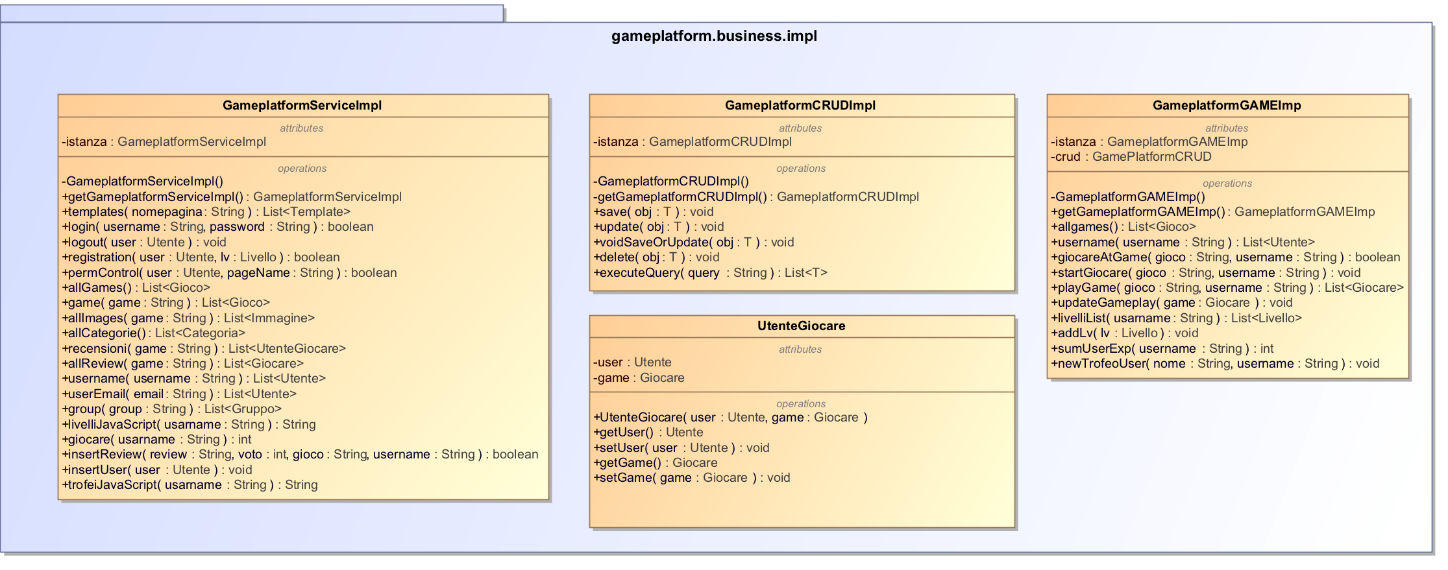 gameplatform.business.impl
GameplatformServiceImpl
attributes
-istanza : GameplatformServiceImpl
operations
-GameplatformServiceImpl()
+getGameplatformServiceImpl() : GameplatformServiceImpl
+templates( nomepagina : String ) : List<Template>
+login( username : String, password : String ) : boolean
+logout( user : Utente ) : void
+registration( user : Utente, lv : Livello ) : boolean
+permControl( user : Utente, pageName : String ) : boolean
+allGames() : List<Gioco>
+game( game : String ) : List<Gioco>
+allImages( game : String ) : List<Immagine>
+allCategorie() : List<Categoria>
+recensioni( game : String ) : List<UtenteGiocare>
+allReview( game : String ) : List<Giocare>
+username( username : String ) : List<Utente>
+userEmail( email : String ) : List<Utente>
+group( group : String ) : List<Gruppo>
+livelliJavaScript( usarname : String ) : String
+giocare( usarname : String ) : int
+insertReview( review : String, voto : int, gioco : String, username : String ) : boolean
+insertUser( user : Utente ) : void
+trofeiJavaScript( usarname : String ) : String
GameplatformCRUDImpl
attributes
-istanza : GameplatformCRUDImpl
operations
-GameplatformCRUDImpl()
-getGameplatformCRUDImpl() : GameplatformCRUDImpl
+save( obj : T ) : void
+update( obj : T ) : void
+voidSaveOrUpdate( obj : T ) : void
+delete( obj : T ) : void
+executeQuery( query : String ) : List<T>
UtenteGiocare
attributes
-user : Utente
-game : Giocare
operations
+UtenteGiocare( user : Utente, game : Giocare )
+getUser() : Utente
+setUser( user : Utente ) : void
+getGame() : Giocare
+setGame( game : Giocare ) : void
GameplatformGAMEImp
attributes
-istanza : GameplatformGAMEImp
-crud : GamePlatformCRUD
operations
-GameplatformGAMEImp()
+getGameplatformGAMEImp() : GameplatformGAMEImp
+allgames() : List<Gioco>
+username( username : String ) : List<Utente>
+giocareAtGame( gioco : String, username : String ) : boolean
+startGiocare( gioco : String, username : String ) : void
+playGame( gioco : String, username : String ) : List<Giocare>
+updateGameplay( game : Giocare ) : void
+livelliList( usarname : String ) : List<Livello>
+addLv( lv : Livello ) : void
+sumUserExp( username : String ) : int
+newTrofeoUser( nome : String, username : String ) : void